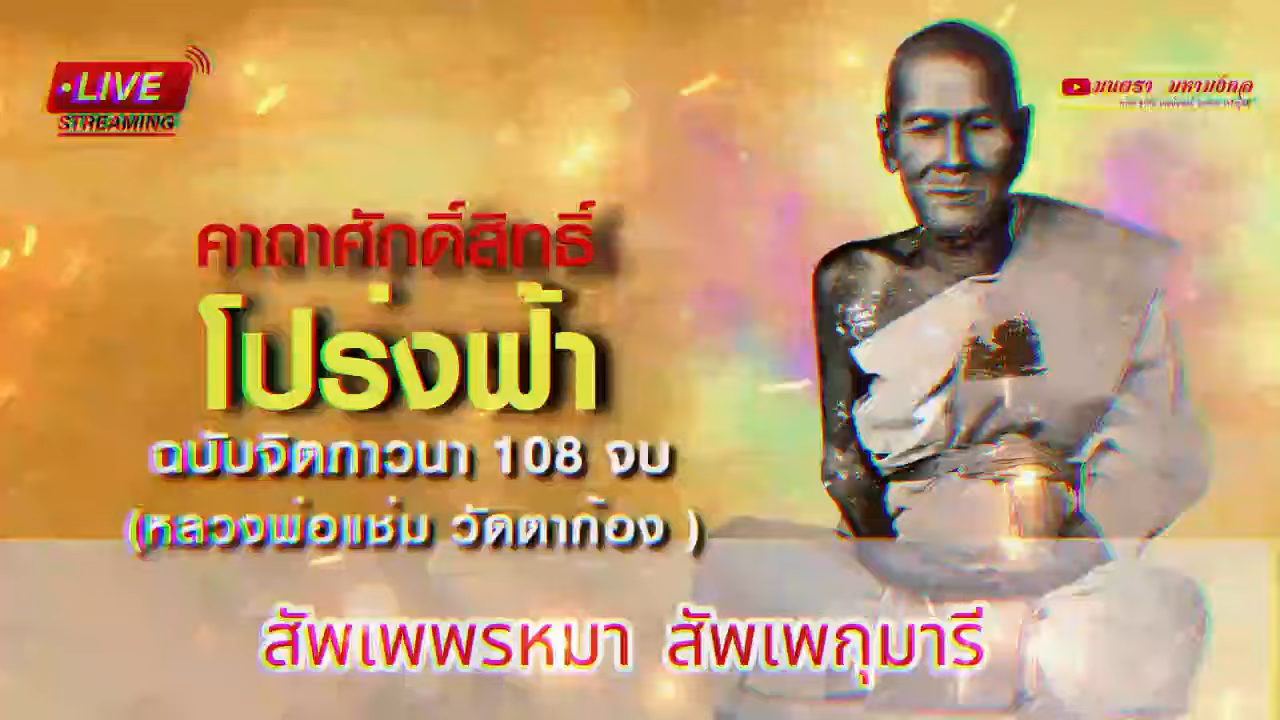 LIVE
STREAMING
มนตรา มหามงคล
คาถาศักดิ์สิทธิ์
โปร่งฟ้า
ฉบับจิตภาวนา 108 จบ
(หลวงพ่อแช่ม วัดตาก้อง )
สัพเพพรหมา สัพเพกุมารี